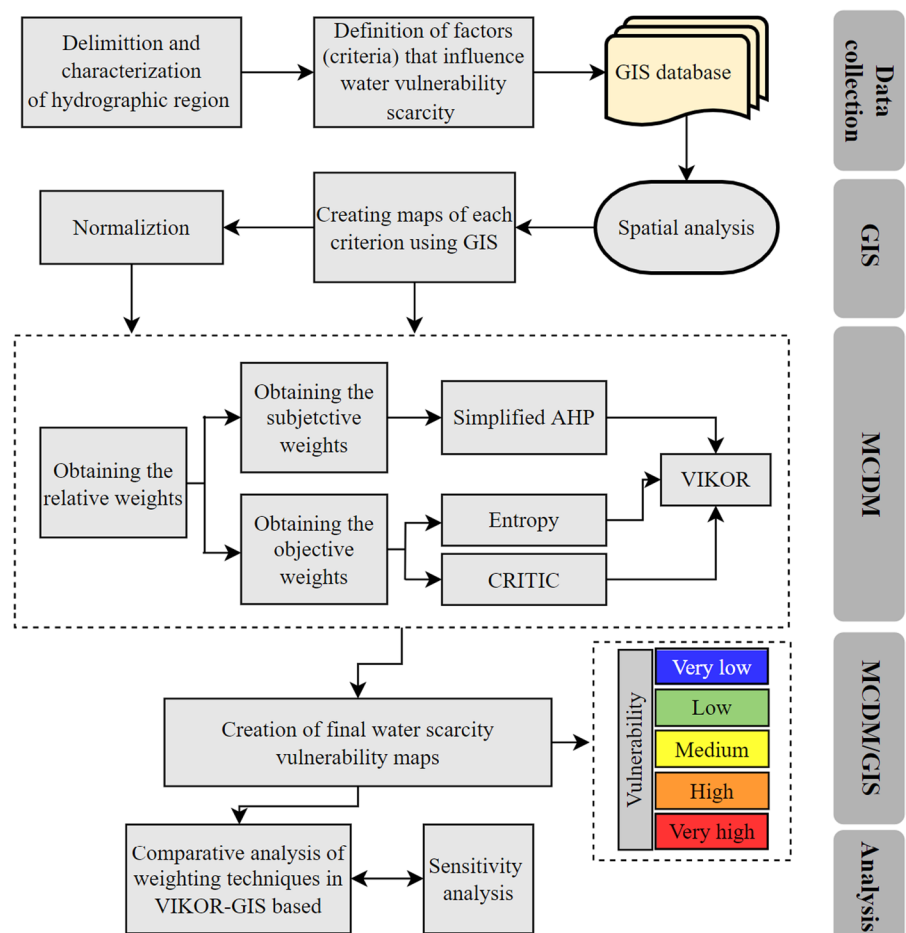 Delimittion and
characterization
of hydrographic region
Definition of factors
(criteria) that influence
water vulnerability
scarcity
GIS database
Data
collection
Normaliztion
Creating maps of each
criterion using GIS
Spatial analysis
GIS
Obtaining the
relative weights
Obtaining the
subjetctive
weights
Simplified AHP
VIKOR
Obtaining the
objective
weights
Entropy
CRITIC
MCDM
Creation of final water scarcity
vulnerability maps
Vulnerability
Very low
Low
Medium
High
Very high
MCDM/GIS
Comparative analysis of
weighting techniques in
VIKOR-GIS based
Sensitivity
analysis
Analysis